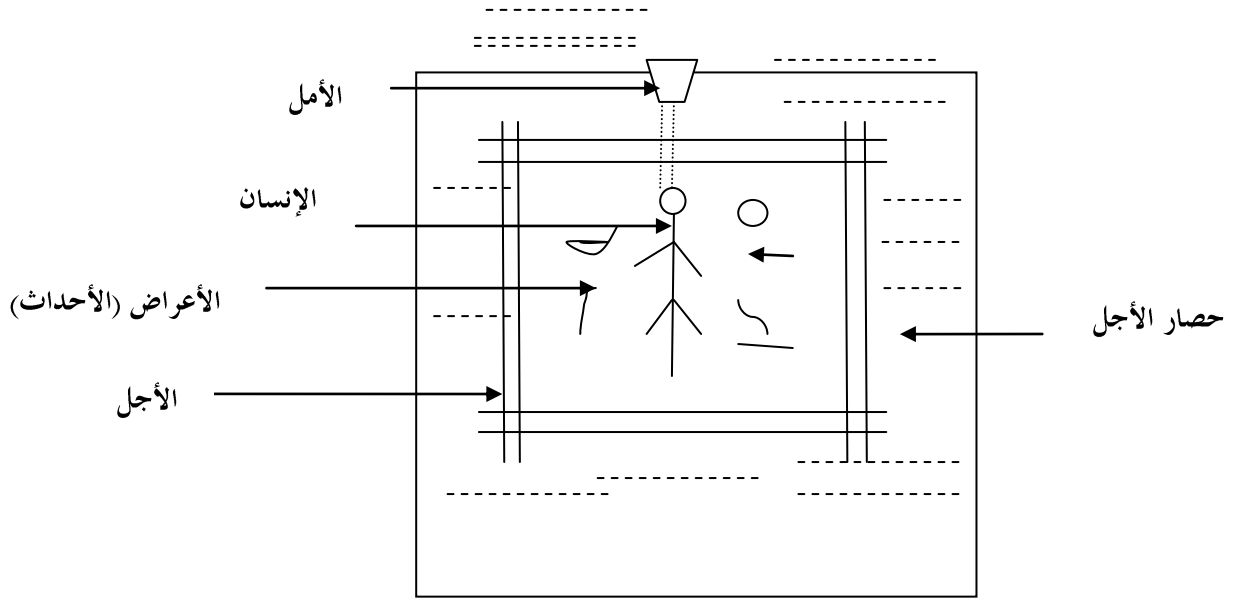 الأمل
الإنسان
الأعراض (الأحداث)
حصار الأجل
الأجل